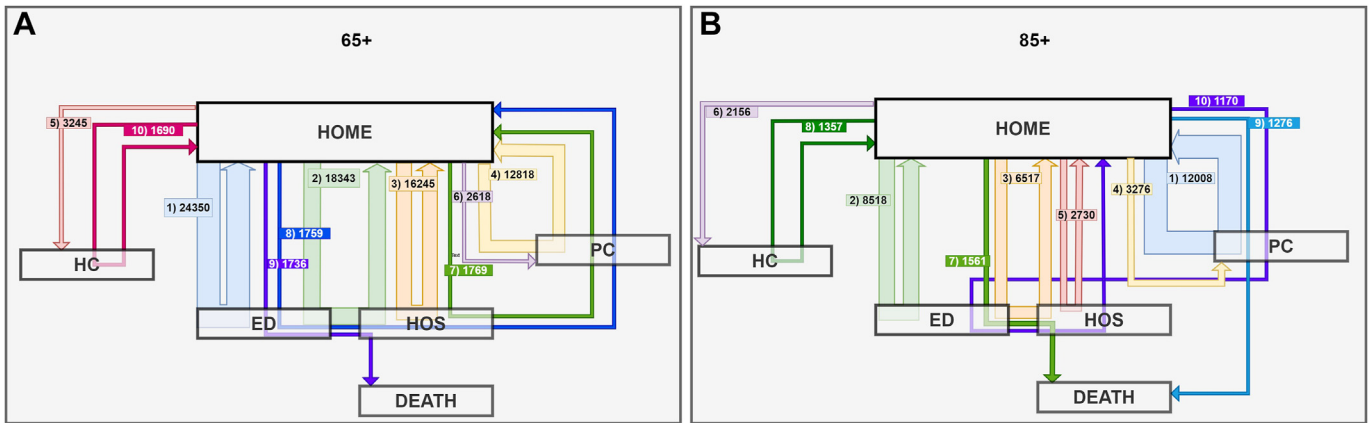 A
65+
HOME
5) 3245
10) 1690
1) 24350
2) 18343
3) 16245
4) 12818
6) 2618
8) 1759
9) 1736
7) 1769
HC
PC
ED
HOS
DEATH
B
85+
HOME
6) 2156
8) 1357
10) 1170
9) 1276
2) 8518
3) 6517
5) 2730
4) 3276
1) 12008
7) 1561
HC
PC
ED
HOS
DEATH